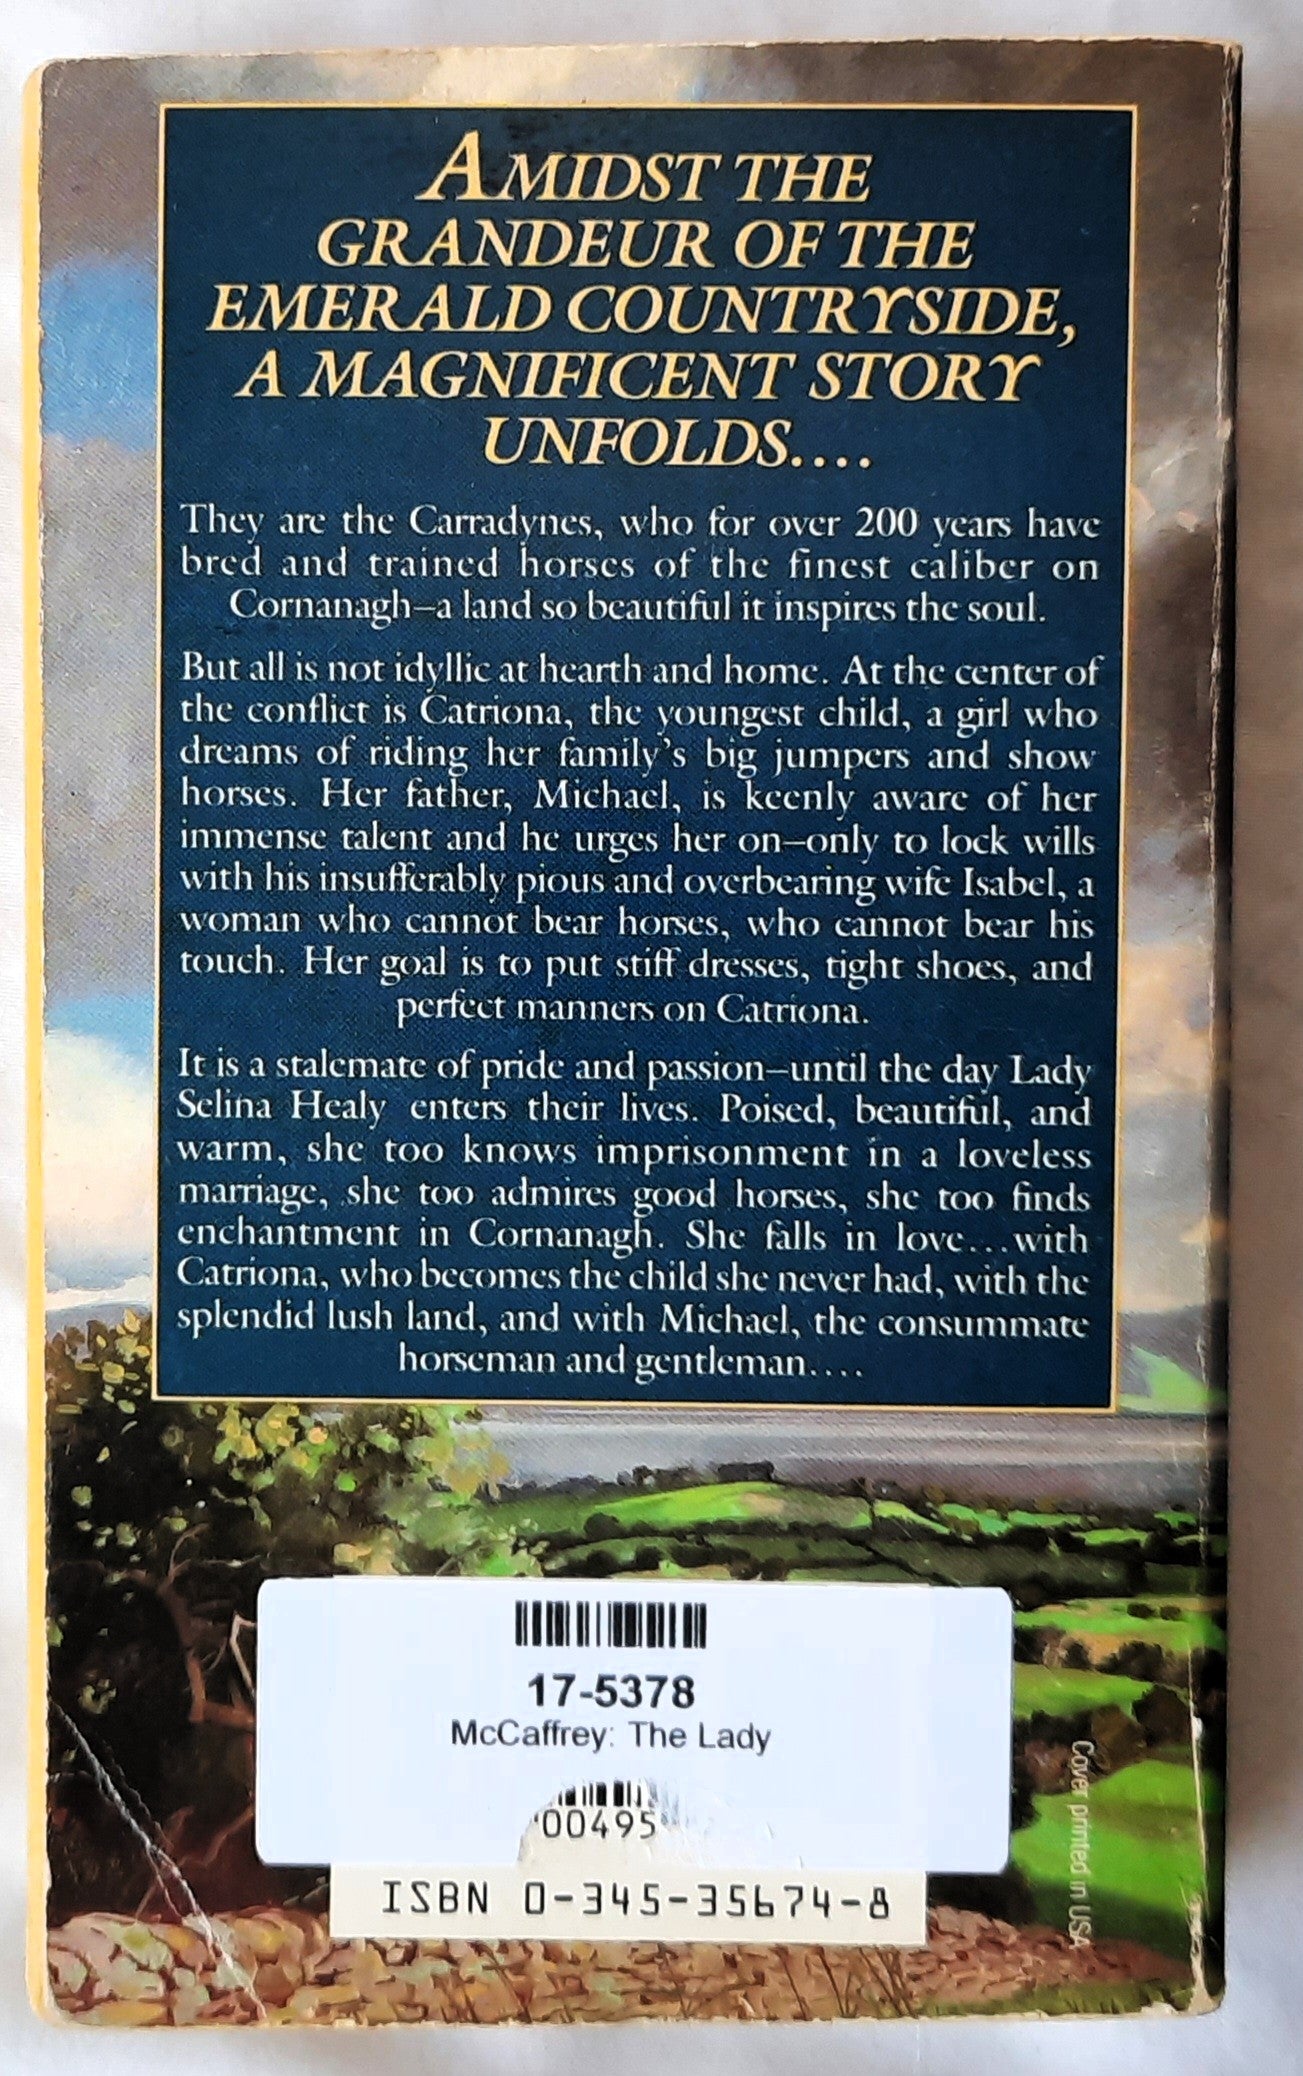 AMIDST THE
GRANDEUR OF THE
EMERALD COUNTRYSIDE,
A MAGNIFICENT STORY
UNFOLDS....
They are the Carradynes, who for over 200 years have
bred and trained horses of the finest caliber on
Cornanagh—a land so beautiful it inspires the soul.
But all is not idyllic at hearth and home. At the center of
the conflict is Catriona, the youngest child, a girl who
dreams of riding her family's big jumpers and show
horses. Her father, Michael, is keenly aware of her
immense talent and he urges her on—only to lock wills
with his insufferably pious and overbearing wife Isabel, a
woman who cannot bear horses, who cannot bear his
touch. Her goal is to put stiff dresses, tight shoes, and
perfect manners on Catriona.
It is a stalemate of pride and passion—until the day Lady
Selina Healy enters their lives. Poised, beautiful, and
warm, she too knows imprisonment in a loveless
marriage, she too admires good horses, she too finds
enchantment in Cornanagh. She falls in love...with
Catriona, who becomes the child she never had, with the
splendid lush land, and with Michael, the consummate
horseman and gentleman....
17-5378
McCaffrey: The Lady
00495
ISBN 0-345-35674-8
Cover printed in USA